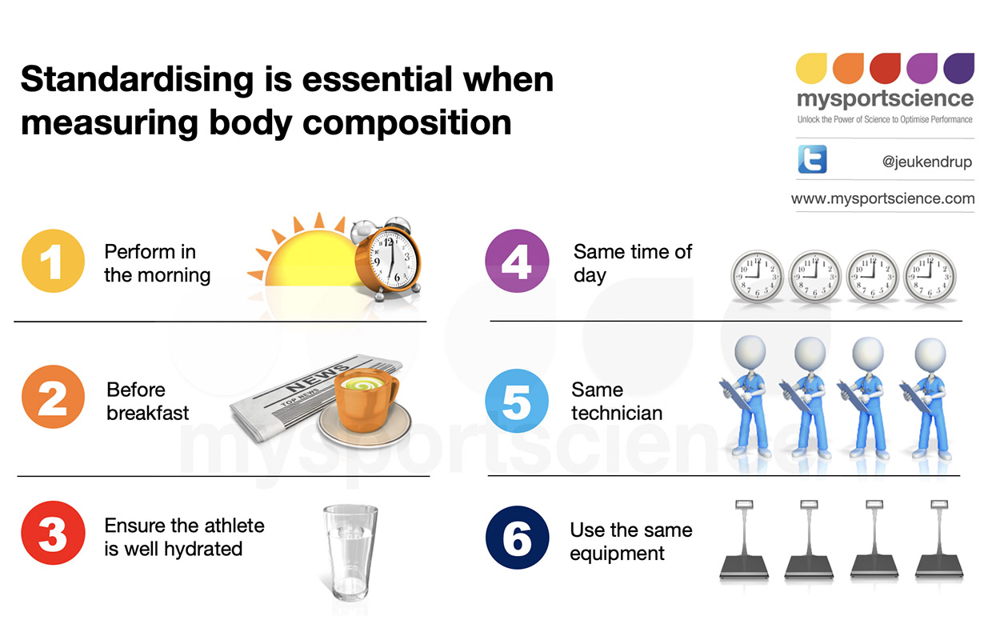 Standardising is essential when
measuring body composition
mysportscience
Unlock the Power of Science to Optimise Performance
@jeukendrup
www.mysportscience.com
1
Perform in
the morning
2
Before
breakfast
NEWS
TOP NEWS
3
Ensure the athlete
is well hydrated
4
Same time of
day
5
Same
technician
6
Use the same
equipment
mysportscience